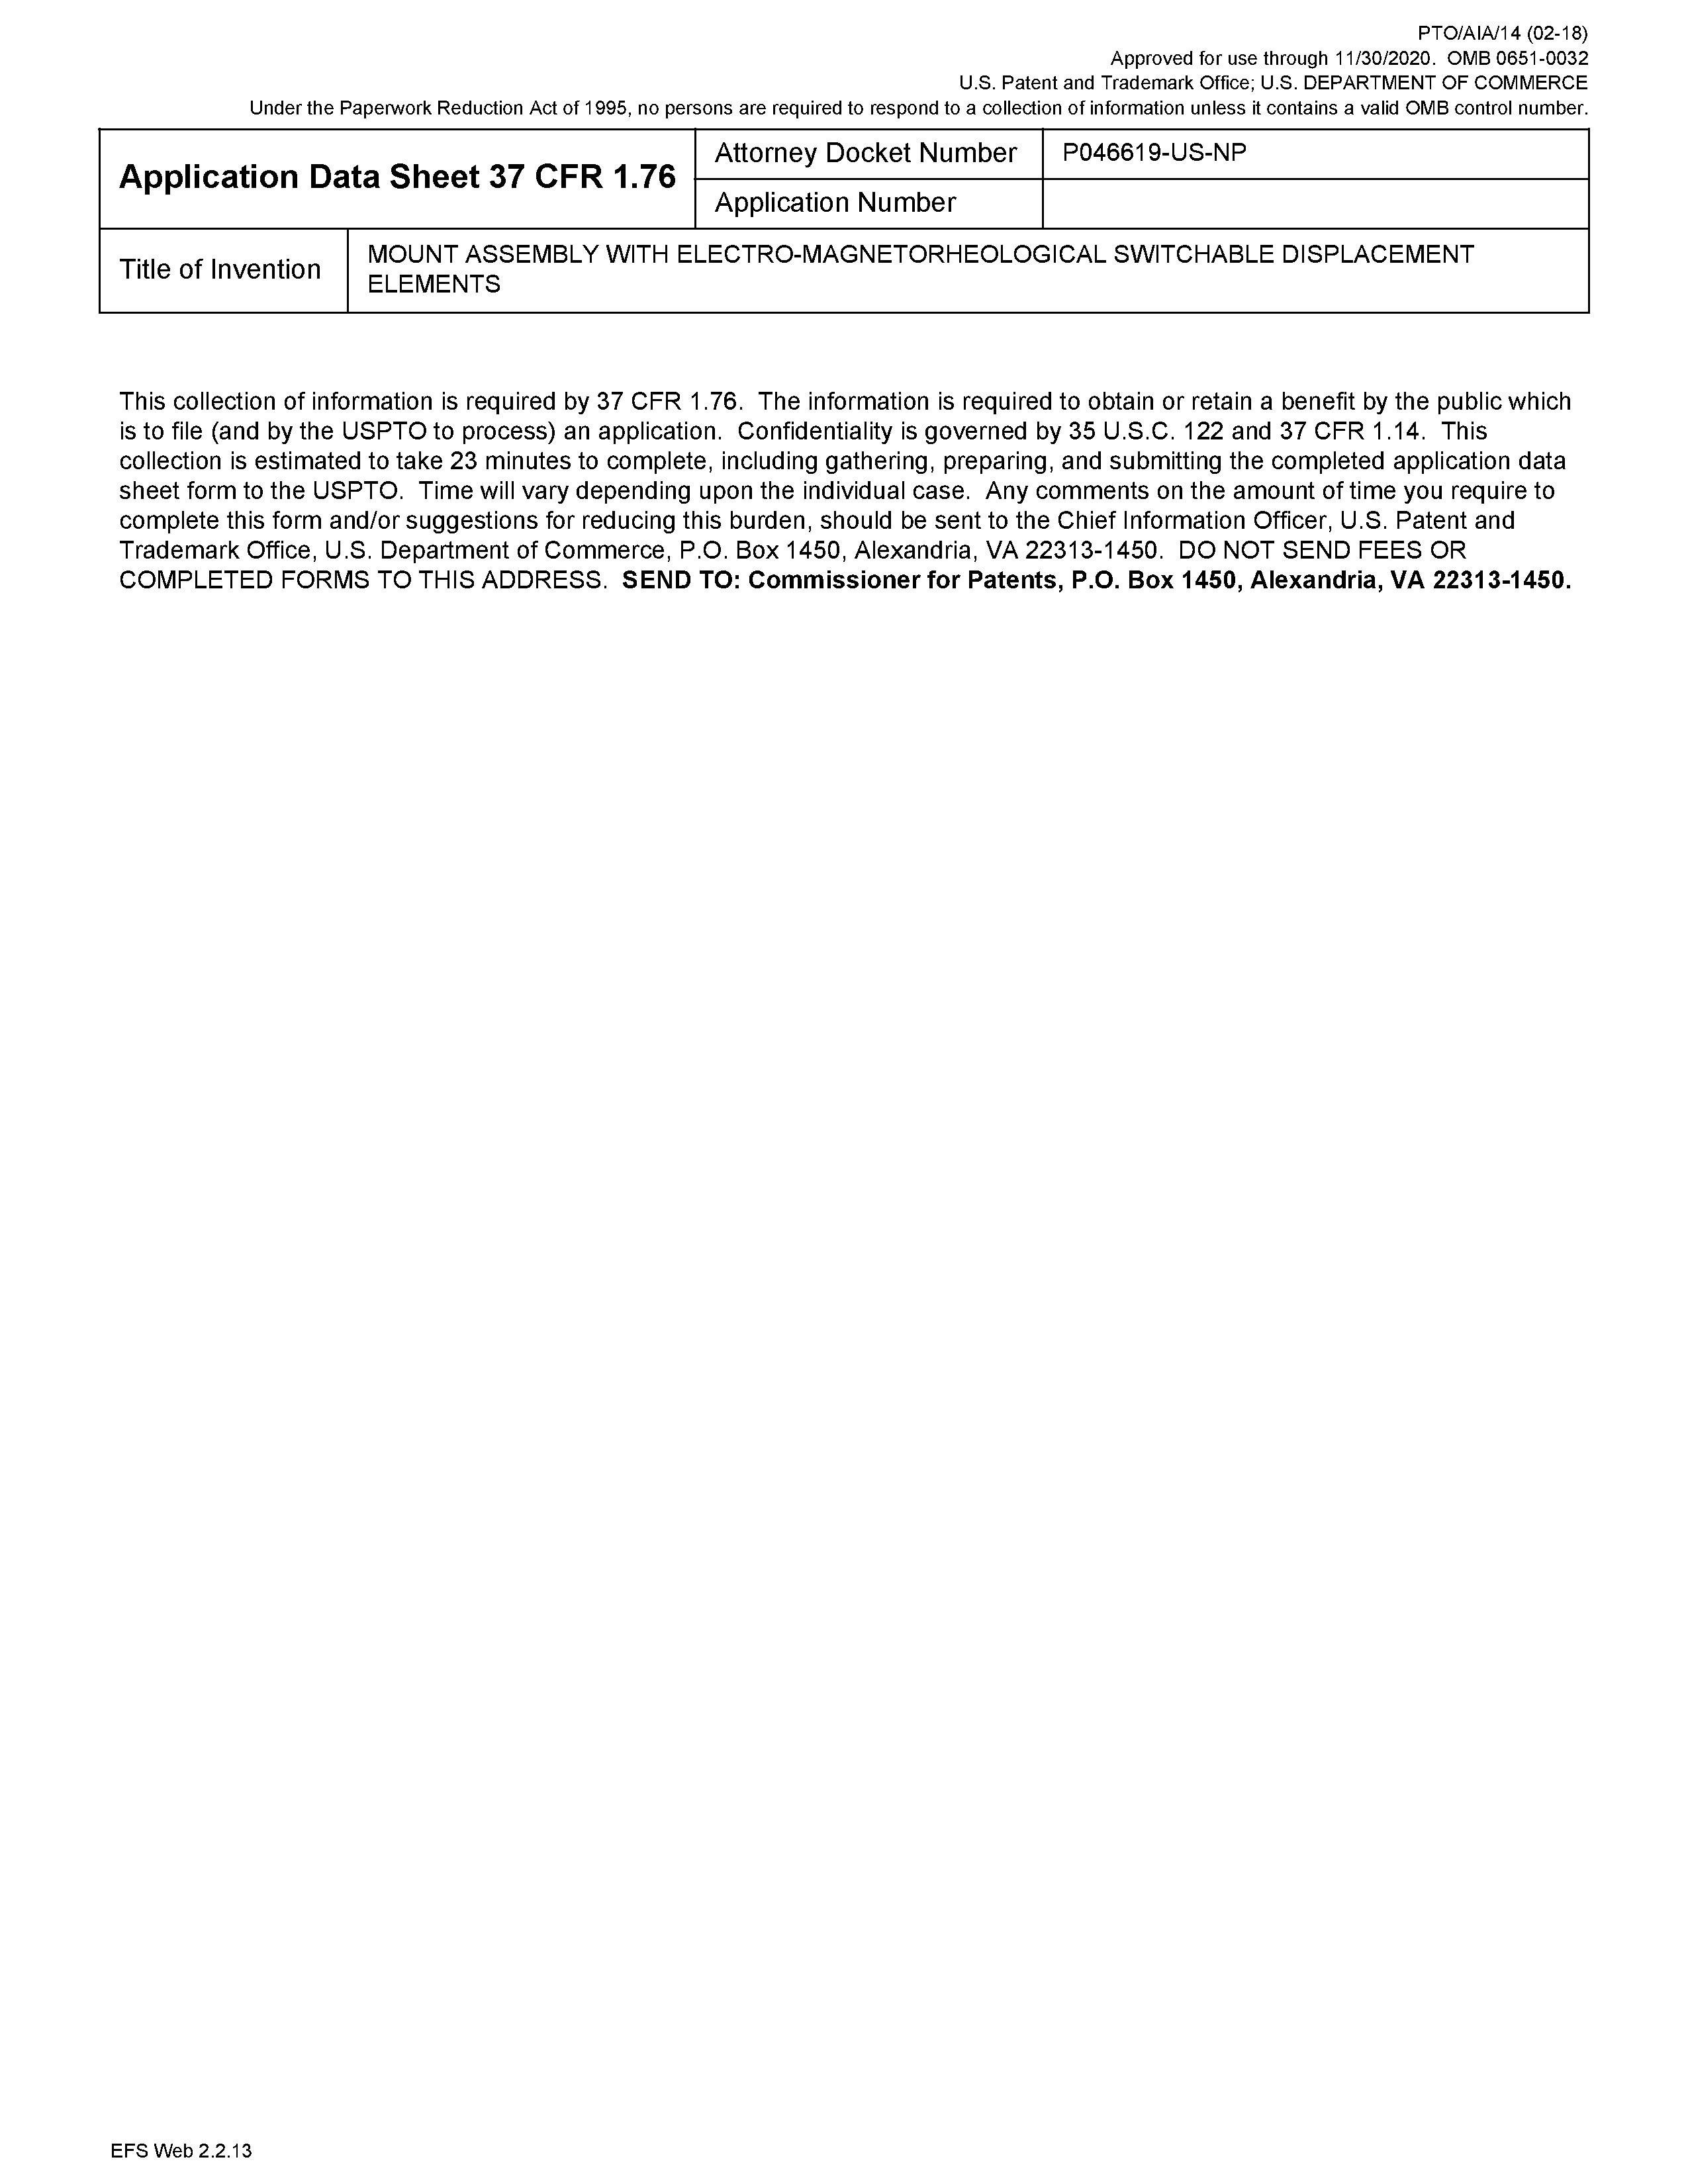 PTO/AIA/14 (02-18)
Approved for use through 11/30/2020. OMB 0651-0032
U.S. Patent and Trademark Office; U.S. DEPARTMENT OF COMMERCE
Under the Paperwork Reduction Act of 1995, no persons are required to respond to a collection of information unless it contains a valid OMB control number.
Application Data Sheet 37 CFR 1.76
Attorney Docket Number
P046619-US-NP
Application Number
Title of Invention
MOUNT ASSEMBLY WITH ELECTRO-MAGNETORHEOLOGICAL SWITCHABLE DISPLACEMENT
ELEMENTS
This collection of information is required by 37 CFR 1.76. The information is required to obtain or retain a benefit by the public which
is to file (and by the USPTO to process) an application. Confidentiality is governed by 35 U.S.C. 122 and 37 CFR 1.14. This
collection is estimated to take 23 minutes to complete, including gathering, preparing, and submitting the completed application data
sheet form to the USPTO. Time will vary depending upon the individual case. Any comments on the amount of time you require to
complete this form and/or suggestions for reducing this burden, should be sent to the Chief Information Officer, U.S. Patent and
Trademark Office, U.S. Department of Commerce, P.O. Box 1450, Alexandria, VA 22313-1450. DO NOT SEND FEES OR
COMPLETED FORMS TO THIS ADDRESS. SEND TO: Commissioner for Patents, P.O. Box 1450, Alexandria, VA 22313-1450.
EFS Web 2.2.13